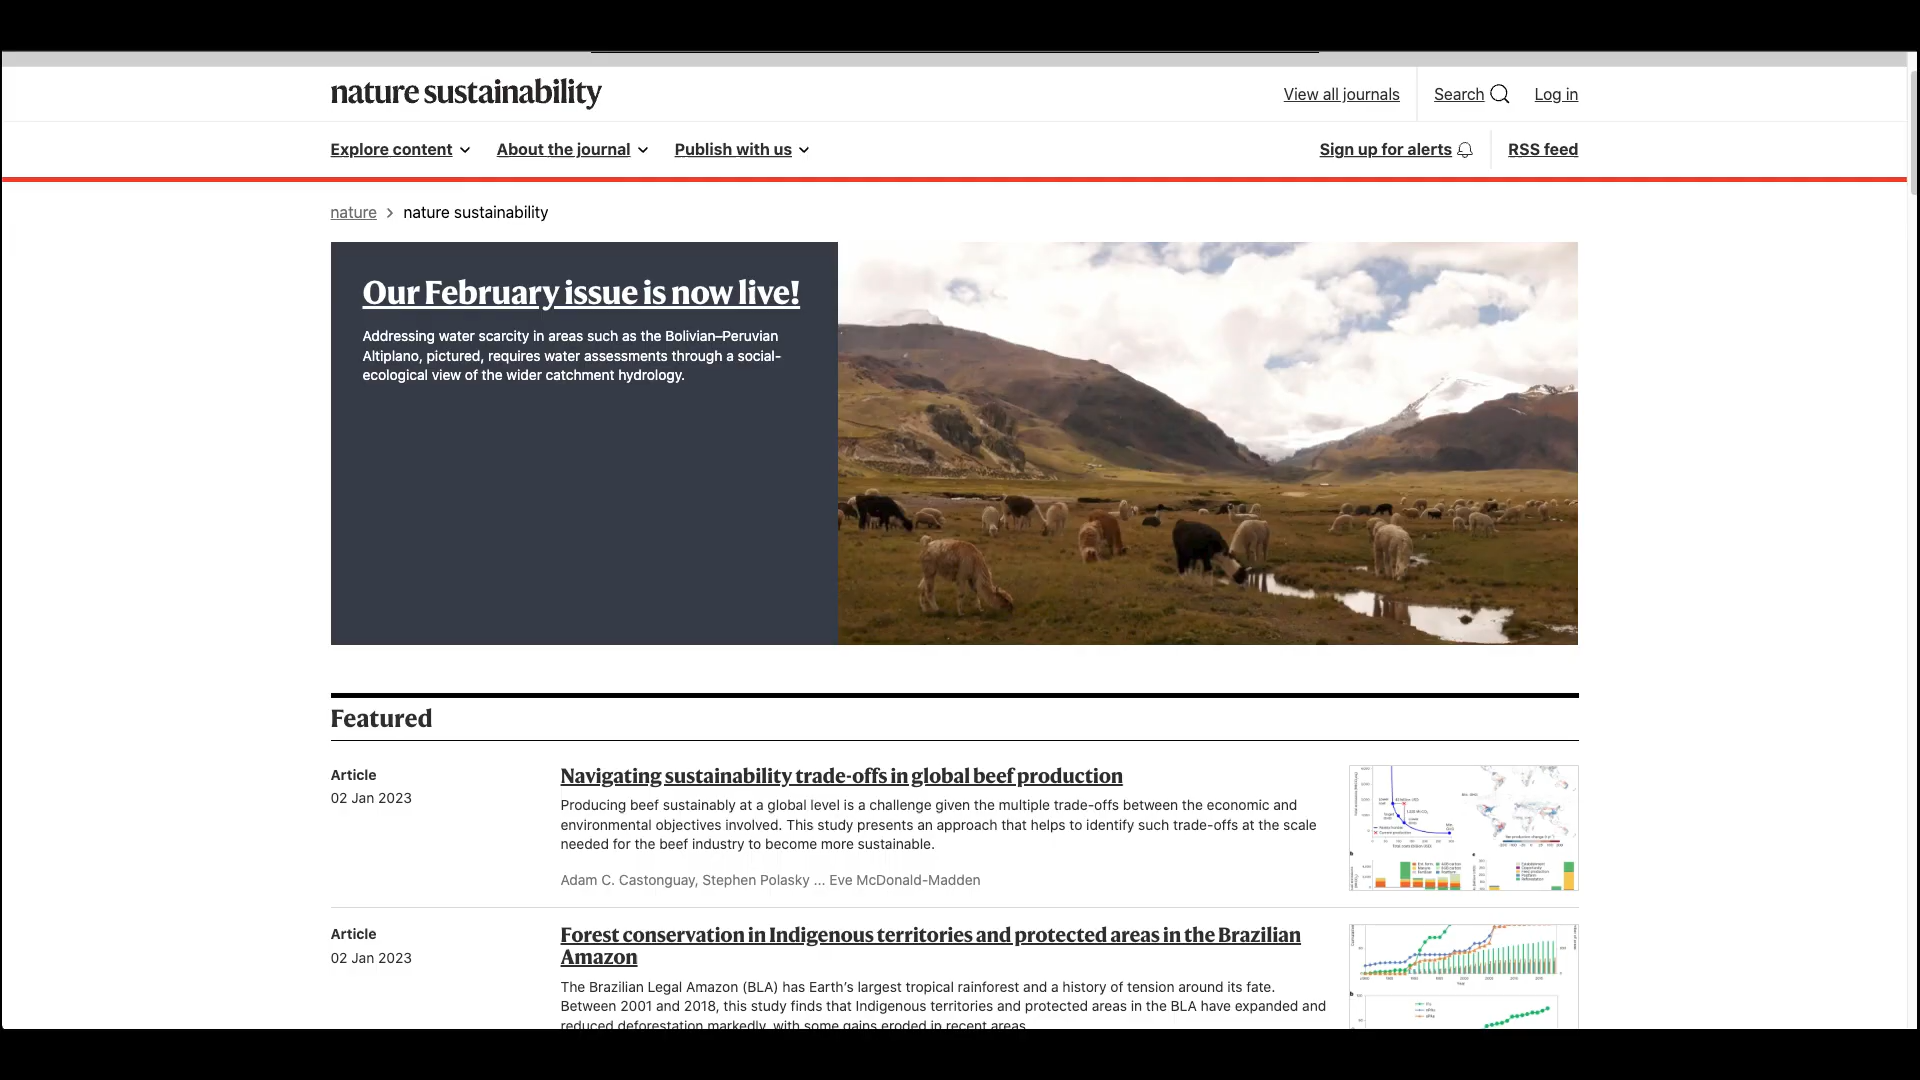 nature sustainability
View all journals
Search
Log in
Explore content
About the journal
Publish with us
Sign up for alerts
RSS feed
nature > nature sustainability
Our February issue is now live!
Addressing water scarcity in areas such as the Bolivian–Peruvian
Altiplano, pictured, requires water assessments through a social-
ecological view of the wider catchment hydrology.
Featured
Article
02 Jan 2023
Navigating sustainability trade-offs in global beef production
Producing beef sustainably at a global level is a challenge given the multiple trade-offs between the economic and
environmental objectives involved. This study presents an approach that helps to identify such trade-offs at the scale
needed for the beef industry to become more sustainable.
Adam C. Castonguay, Stephen Polasky ... Eve McDonald-Madden
Article
02 Jan 2023
Forest conservation in Indigenous territories and protected areas in the Brazilian
Amazon
The Brazilian Legal Amazon (BLA) has Earth's largest tropical rainforest and a history of tension around its fate.
Between 2001 and 2018, this study finds that Indigenous territories and protected areas in the BLA have expanded and
reduced deforestation markedly, with some gains eroded in recent areas.